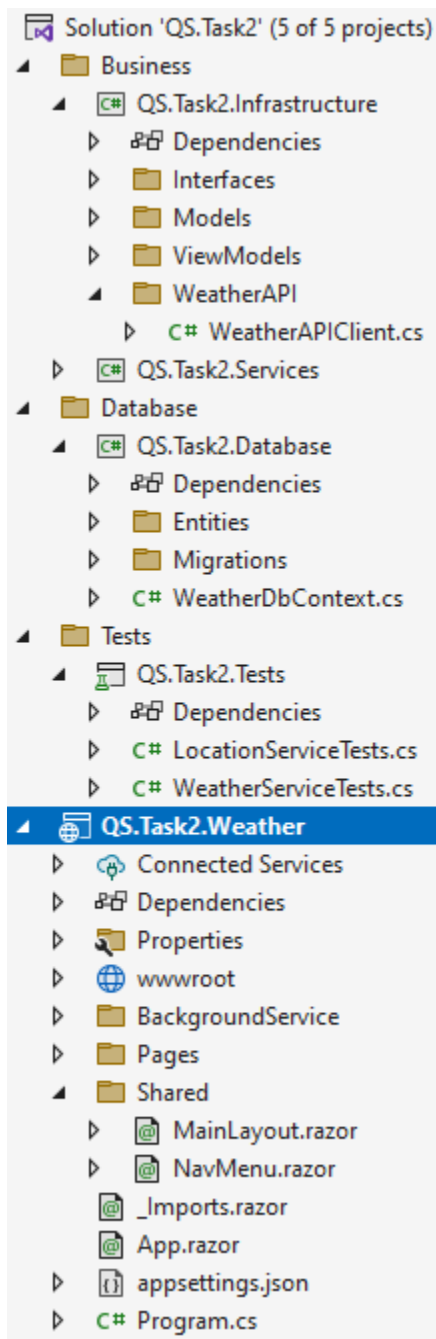 Solution 'QS.Task2' (5 of 5 projects)
Business
C# QS.Task2.Infrastructure
Dependencies
Interfaces
Models
ViewModels
WeatherAPI
C# WeatherAPIClient.cs
C# QS.Task2.Services
Database
C# QS.Task2.Database
Dependencies
Entities
Migrations
C# WeatherDbContext.cs
Tests
QS.Task2.Tests
Dependencies
C# LocationServiceTests.cs
C# WeatherServiceTests.cs
QS.Task2.Weather
Connected Services
Dependencies
Properties
wwwroot
BackgroundService
Pages
Shared
@ MainLayout.razor
@ NavMenu.razor
@ _Imports.razor
@ App.razor
{} appsettings.json
C# Program.cs